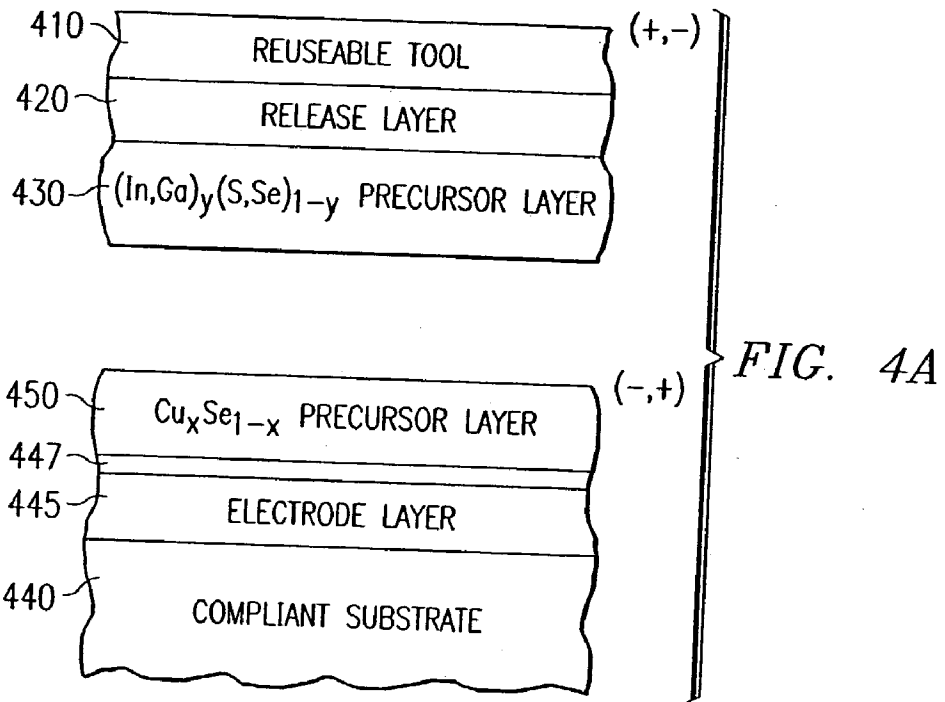 410 REUSEABLE TOOL (+,-)
420 RELEASE LAYER
430 (In,Ga)y(S,Se)1-y PRECURSOR LAYER
FIG. 4A
450 CuxSe1-x PRECURSOR LAYER (-,+)
447
445 ELECTRODE LAYER
440 COMPLIANT SUBSTRATE